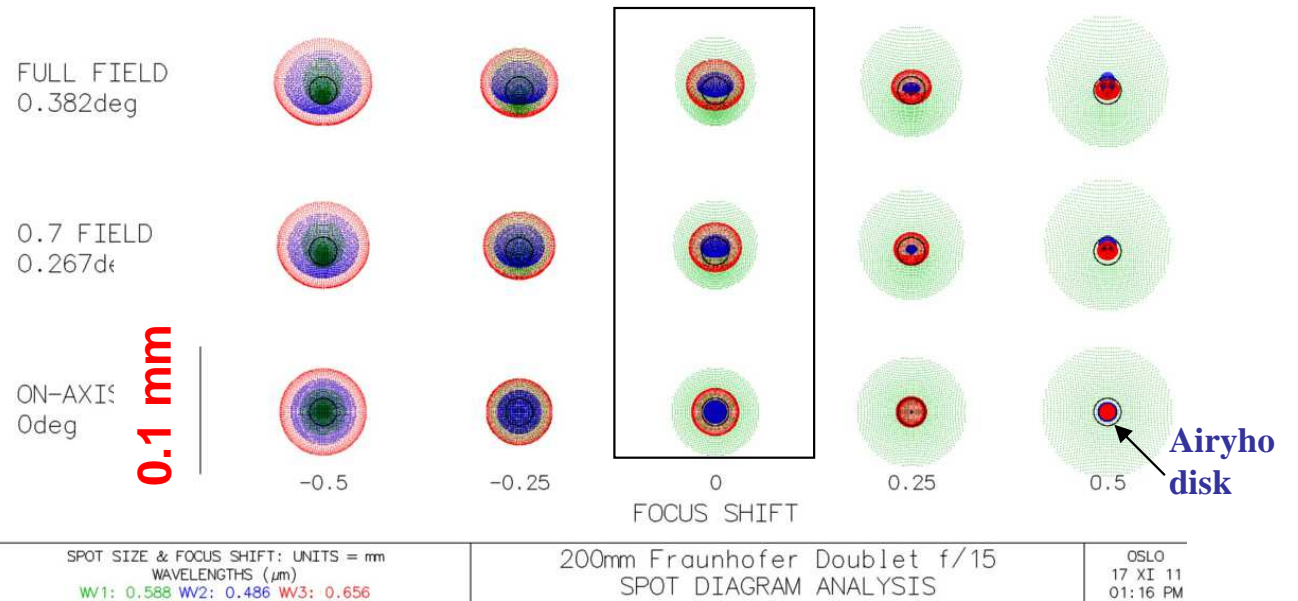 FULL FIELD
0.382deg
0.7 FIELD
0.267de
ON-AXIS
0deg
0.1 mm
-0.5 -0.25 0 0.25 0.5
FOCUS SHIFT
Airyho
disk
SPOT SIZE & FOCUS SHIFT: UNITS = mm
WAVELENGTHS (µm)
WV1: 0.588 WV2: 0.486 WV3: 0.656
200mm Fraunhofer Doublet f/15
SPOT DIAGRAM ANALYSIS
OSLO
17 XI 11
01:16 PM